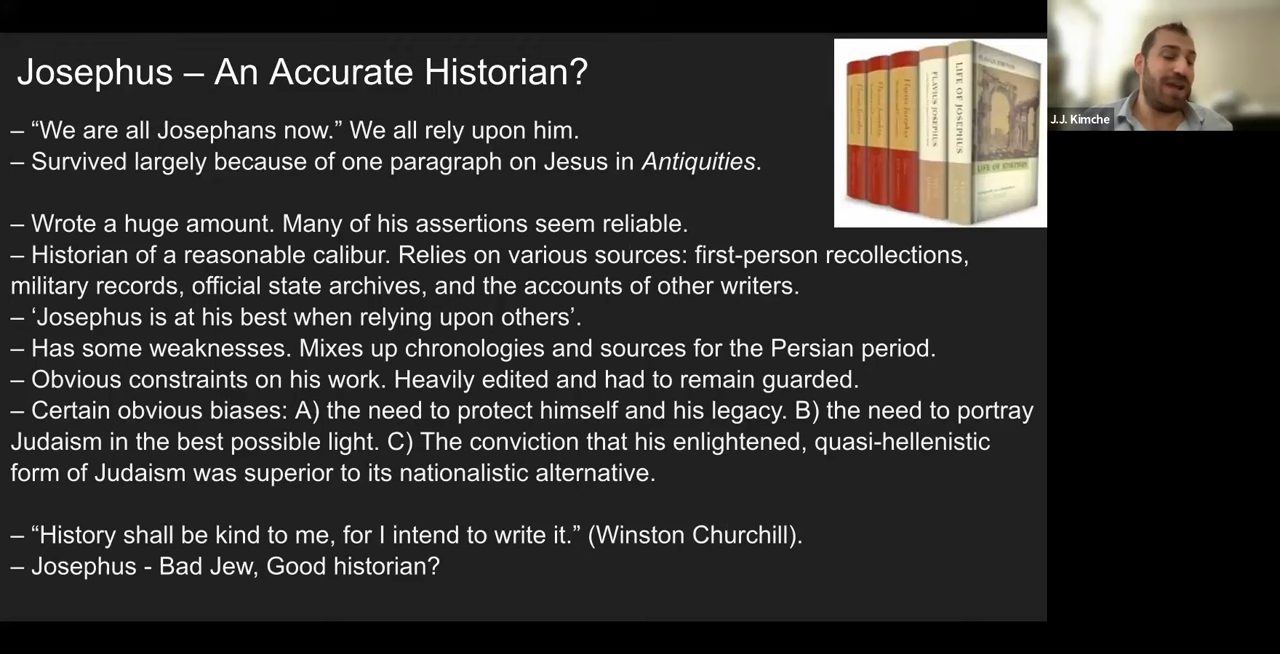 Josephus – An Accurate Historian?
– “We are all Josephans now.” We all rely upon him.
– Survived largely because of one paragraph on Jesus in Antiquities.
– Wrote a huge amount. Many of his assertions seem reliable.
– Historian of a reasonable calibur. Relies on various sources: first-person recollections,
military records, official state archives, and the accounts of other writers.
– ‘Josephus is at his best when relying upon others’.
– Has some weaknesses. Mixes up chronologies and sources for the Persian period.
– Obvious constraints on his work. Heavily edited and had to remain guarded.
– Certain obvious biases: A) the need to protect himself and his legacy. B) the need to portray
Judaism in the best possible light. C) The conviction that his enlightened, quasi-hellenistic
form of Judaism was superior to its nationalistic alternative.
– “History shall be kind to me, for I intend to write it.” (Winston Churchill).
– Josephus - Bad Jew, Good historian?
FLAVIUS JOSEPHUS
LIFE OF JOSEPHUS
LIFE OF JOSEPHUS
J.J. Kimche